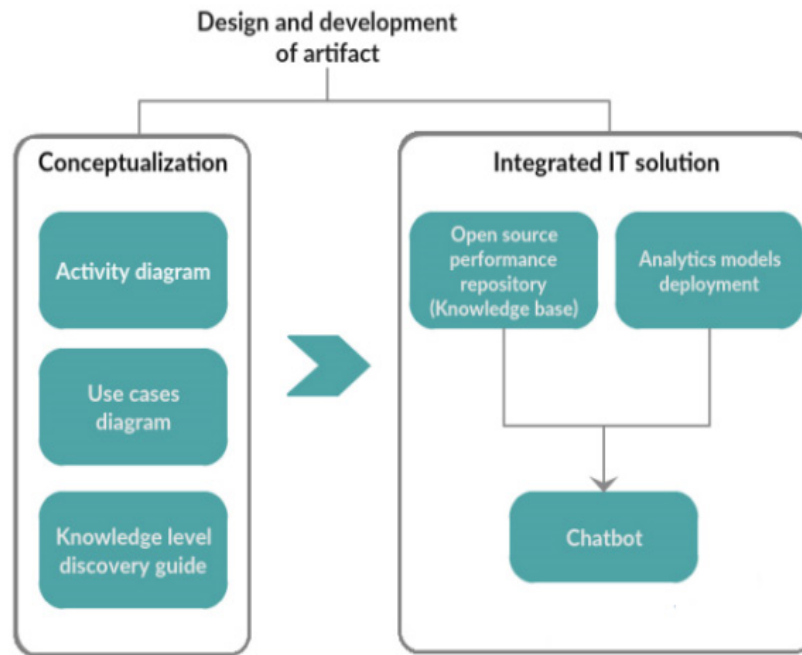 Design and development
of artifact
Conceptualization
Activity diagram
Use cases
diagram
Knowledge level
discovery guide
Integrated IT solution
Open source
performance
repository
(Knowledge base)
Analytics models
deployment
Chatbot